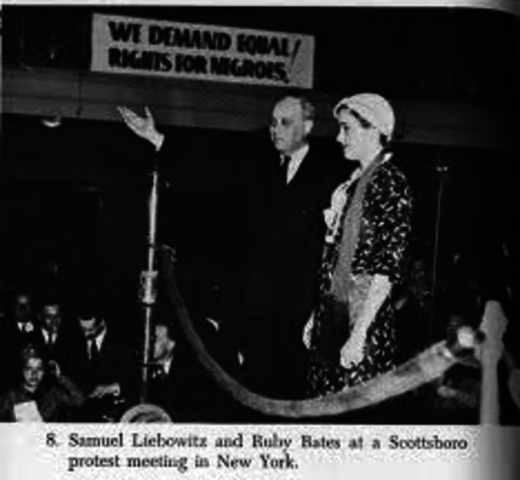 WE DEMAND EQUAL
RIGHTS FOR NEGROES!
8. Samuel Liebowitz and Ruby Bates at a Scottsboro
protest meeting in New York.